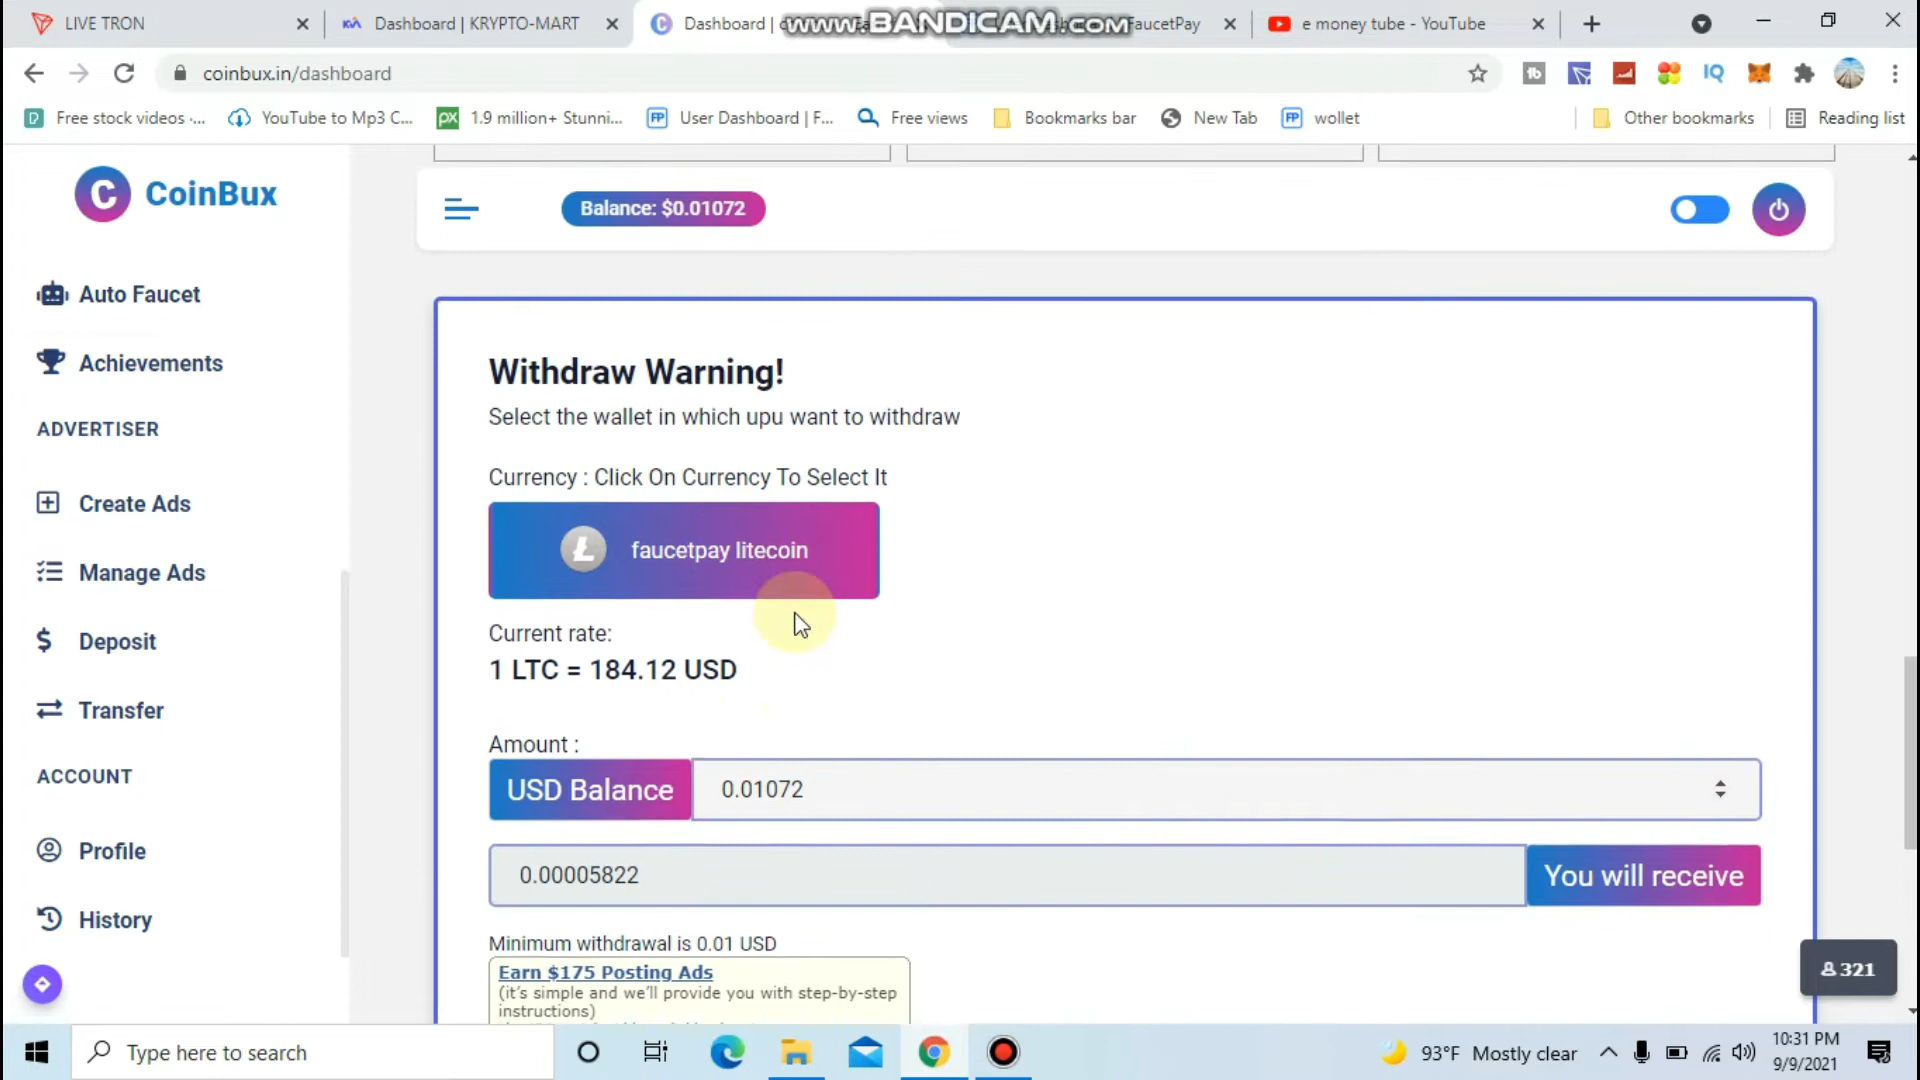 LIVE TRON
Dashboard | KRYPTO-MART
Dashboard |
www.BANDICAM.com
FaucetPay
e money tube - YouTube
coinbux.in/dashboard
Free stock videos ·...
YouTube to Mp3 C...
1.9 million+ Stunni...
User Dashboard | F...
Free views
Bookmarks bar
New Tab
wollet
Other bookmarks
Reading list
C CoinBux
Balance: $0.01072
Auto Faucet
Achievements
ADVERTISER
Create Ads
Manage Ads
Deposit
Transfer
ACCOUNT
Profile
History
Withdraw Warning!
Select the wallet in which upu want to withdraw
Currency : Click On Currency To Select It
faucetpay litecoin
Current rate:
1 LTC = 184.12 USD
Amount :
USD Balance 0.01072
0.00005822 You will receive
Minimum withdrawal is 0.01 USD
Earn $175 Posting Ads
(it's simple and we'll provide you with step-by-step
instructions)
321
Type here to search
93°F Mostly clear
10:31 PM
9/9/2021